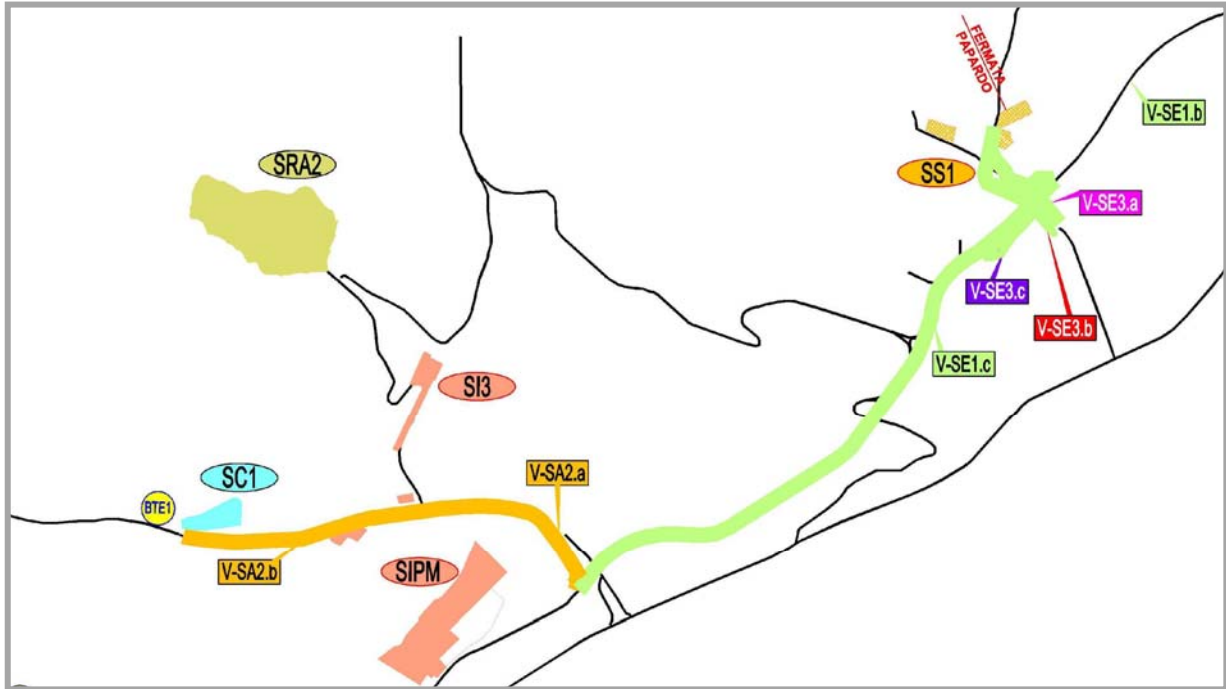 FERMATA
PAPARDO
V-SE1.b
SRA2
SS1
V-SE3.a
V-SE3.c
V-SE3.b
V-SE1.c
SI3
V-SA2.a
SC1
BTE1
V-SA2.b
SIPM